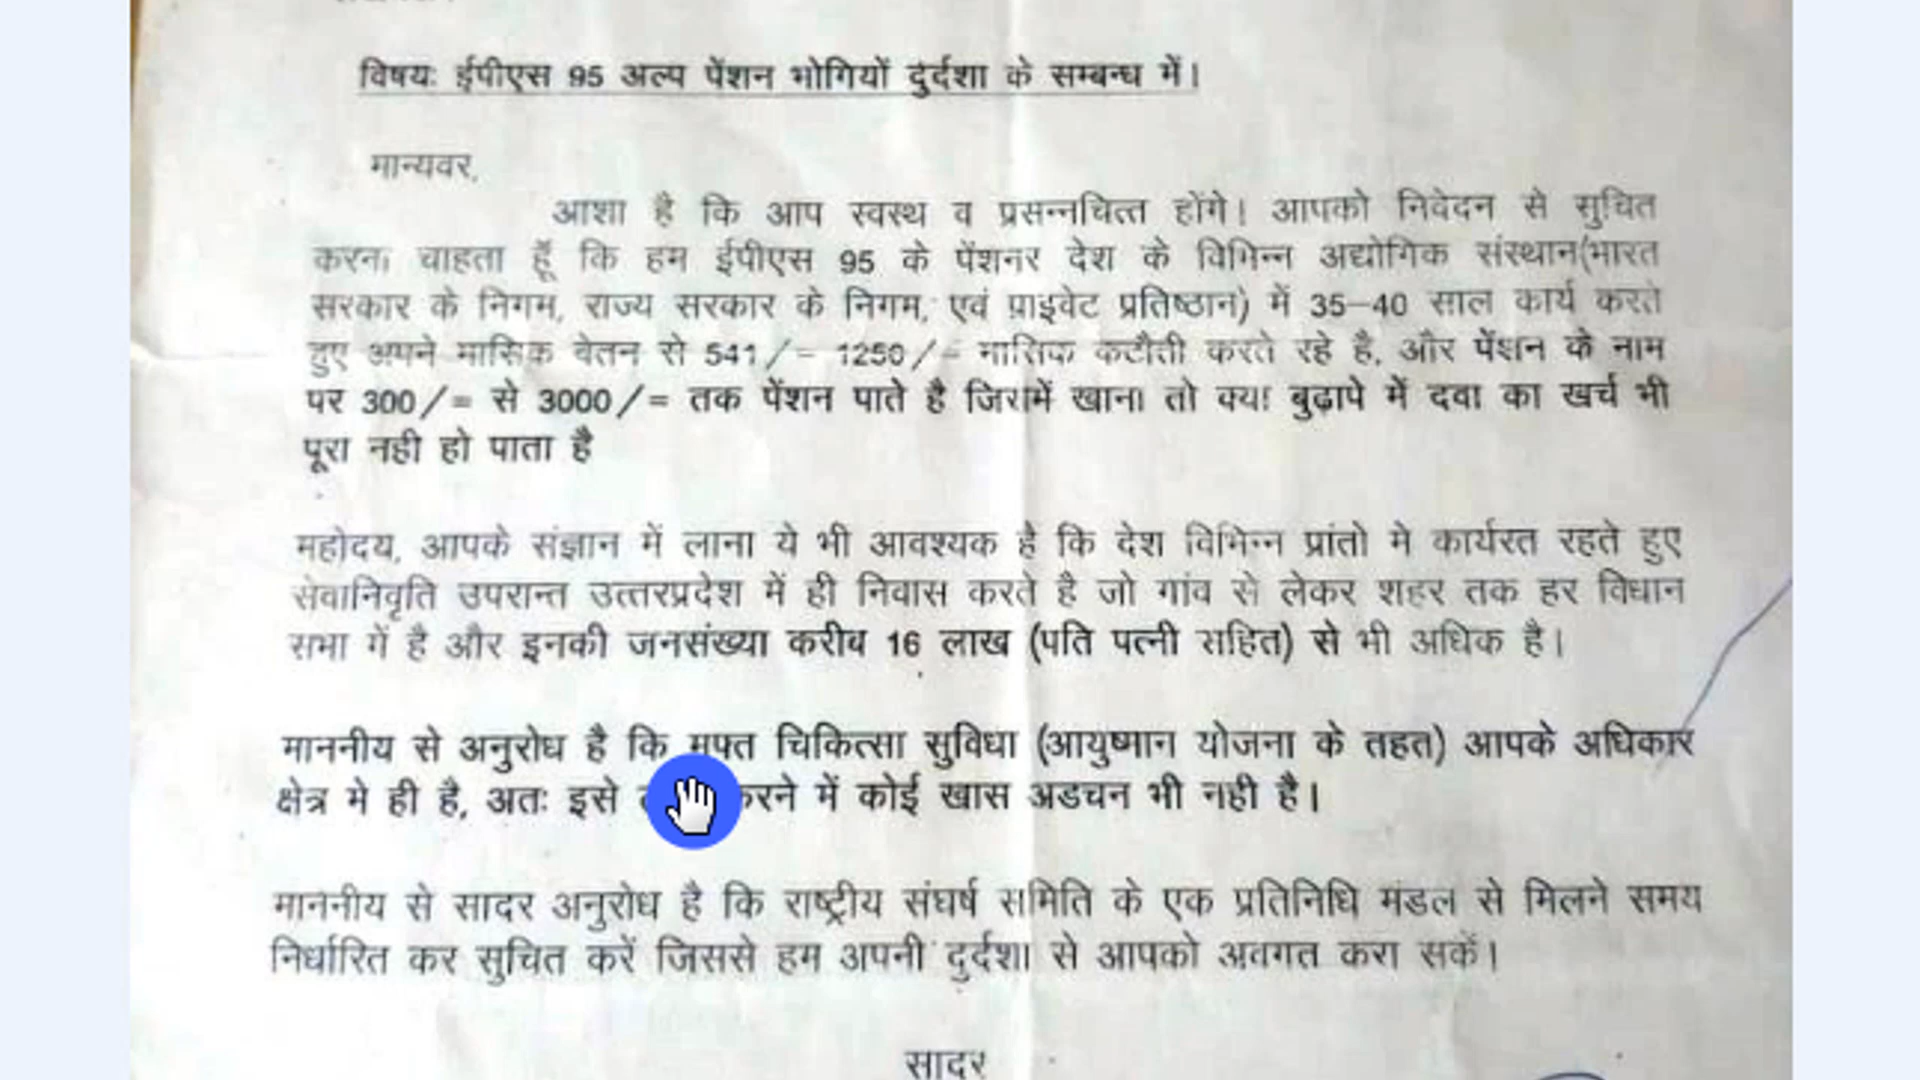 विषयः ईपीएस 95 अल्प पेंशन भोगियों दुर्दशा के सम्बन्ध में।
मान्यवर,
आशा है कि आप स्वस्थ व प्रसन्नचित्त होंगे। आपको निवेदन से सुचित
करना चाहता हूँ कि हम ईपीएस 95 के पेंशनर देश के विभिन्न अद्योगिक संस्थान(भारत
सरकार के निगम, राज्य सरकार के निगम, एवं प्राइवेट प्रतिष्ठान) में 35–40 साल कार्य करते
हुए अपने मासिक वेतन से 541/- 1250/- मासिक कटौती करते रहे है, और पेंशन के नाम
पर 300/= से 3000/= तक पेंशन पाते है जिसमें खाना तो क्या बुढ़ापे में दवा का खर्च भी
पूरा नही हो पाता है
महोदय, आपके संज्ञान में लाना ये भी आवश्यक है कि देश विभिन्न प्रांतो मे कार्यरत रहते हुए
सेवानिवृति उपरान्त उत्तरप्रदेश में ही निवास करते है जो गांव से लेकर शहर तक हर विधान
सभा में है और इनकी जनसंख्या करीब 16 लाख (पति पत्नी सहित) से भी अधिक है।
माननीय से अनुरोध है कि मुफ्त चिकित्सा सुविधा (आयुष्मान योजना के तहत) आपके अधिकार
क्षेत्र मे ही है, अतः इसे करने में कोई खास अडचन भी नही है।
माननीय से सादर अनुरोध है कि राष्ट्रीय संघर्ष समिति के एक प्रतिनिधि मंडल से मिलने समय
निर्धारित कर सुचित करें जिससे हम अपनी दुर्दशा से आपको अवगत करा सकें।
सादर